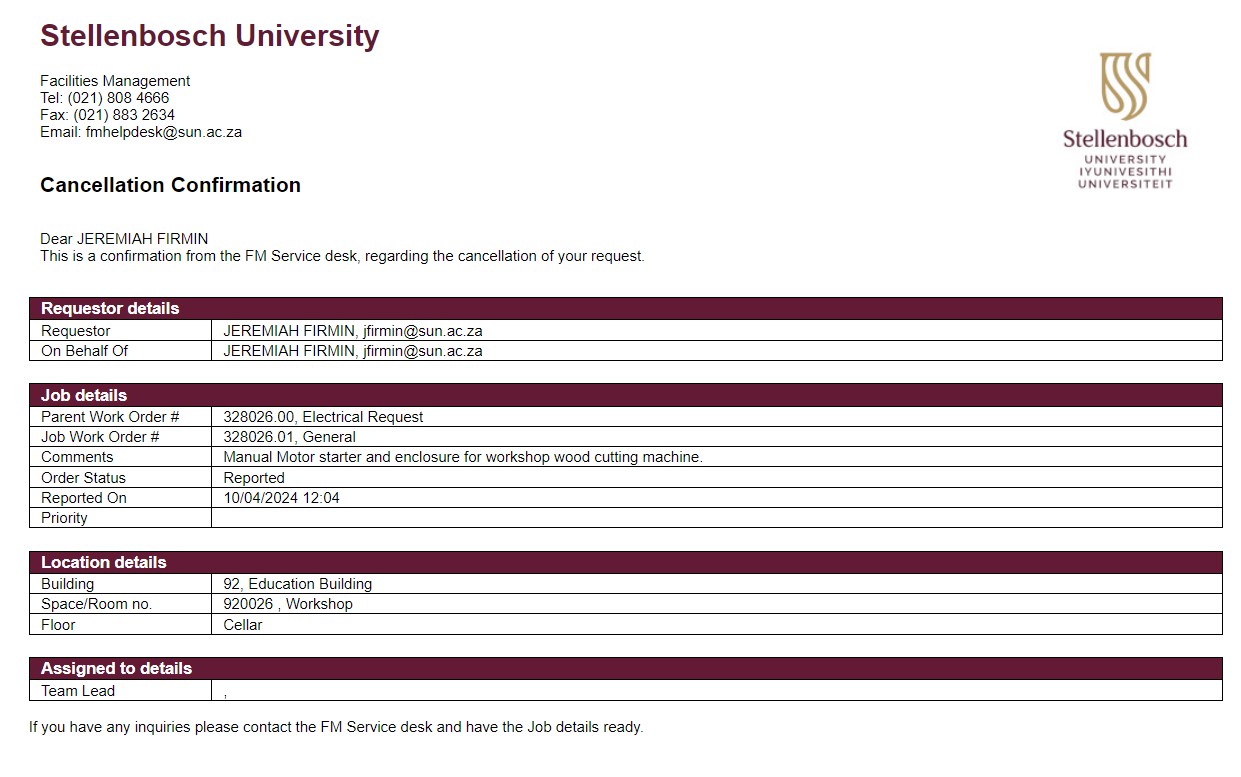 Stellenbosch University
Facilities Management
Tel: (021) 808 4666
Fax: (021) 883 2634
Email: fmhelpdesk@sun.ac.za
Stellenbosch
UNIVERSITY
IYUNIVESITHI
UNIVERSITEIT
Cancellation Confirmation
Dear JEREMIAH FIRMIN
This is a confirmation from the FM Service desk, regarding the cancellation of your request.
Requestor details
Requestor JEREMIAH FIRMIN, jfirmin@sun.ac.za
On Behalf Of JEREMIAH FIRMIN, jfirmin@sun.ac.za
Job details
Parent Work Order # 328026.00, Electrical Request
Job Work Order # 328026.01, General
Comments Manual Motor starter and enclosure for workshop wood cutting machine.
Order Status Reported
Reported On 10/04/2024 12:04
Priority
Location details
Building 92, Education Building
Space/Room no. 920026 , Workshop
Floor Cellar
Assigned to details
Team Lead ,
If you have any inquiries please contact the FM Service desk and have the Job details ready.